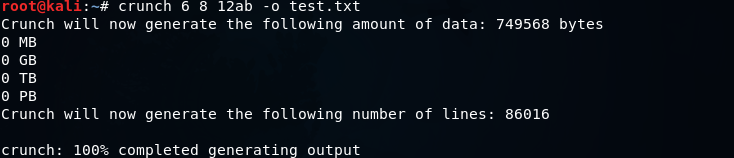 root@kali:~# crunch 6 8 12ab -o test.txt
Crunch will now generate the following amount of data: 749568 bytes
0 MB
0 GB
0 TB
0 PB
Crunch will now generate the following number of lines: 86016
crunch: 100% completed generating output